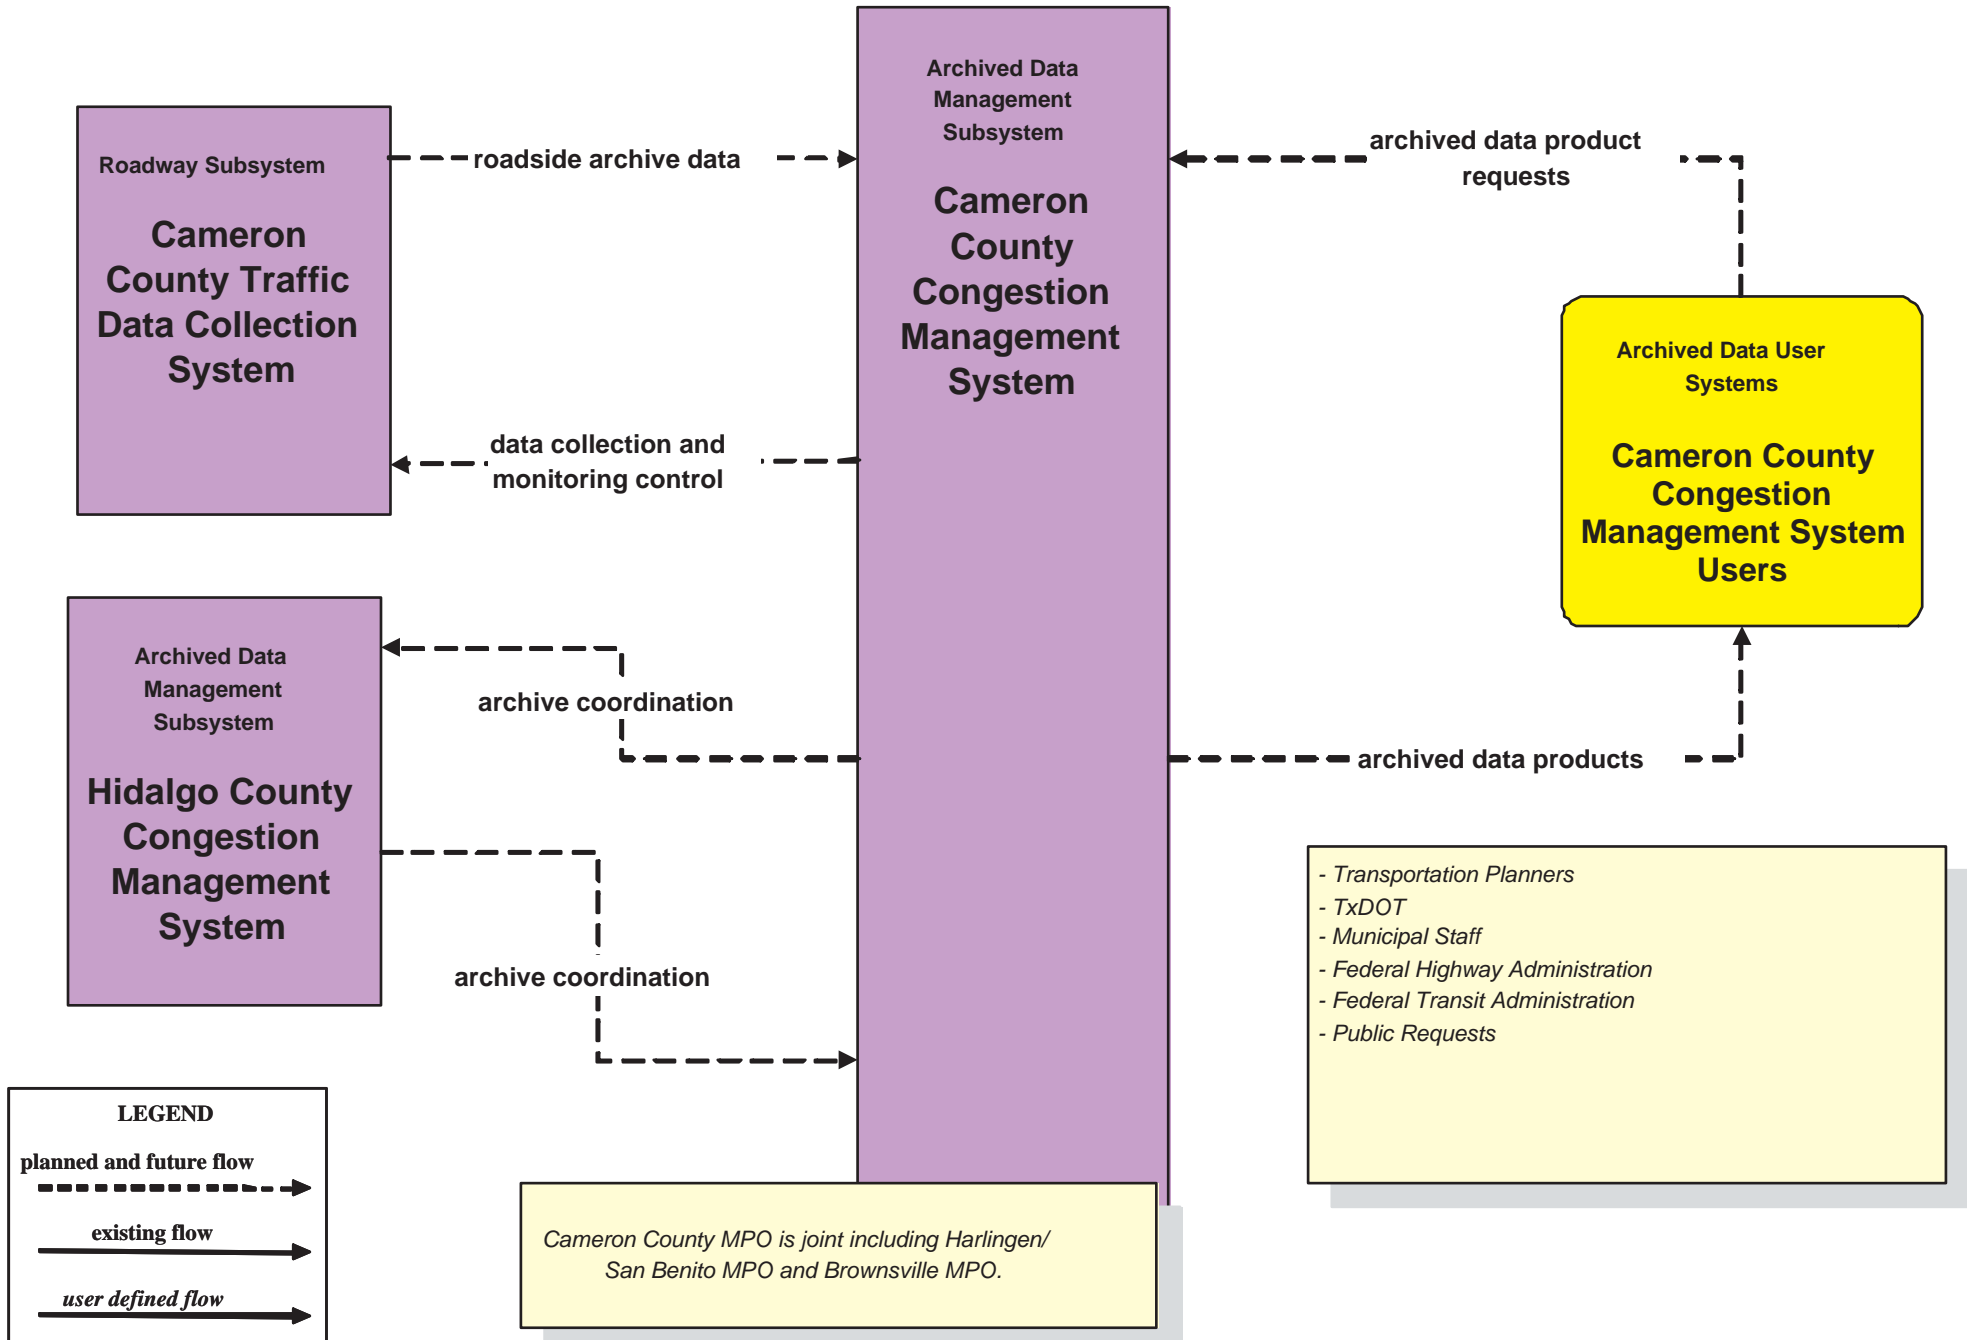 Roadway Subsystem
Cameron
County Traffic
Data Collection
System
roadside archive data
data collection and
monitoring control
Archived Data
Management
Subsystem
Cameron
County
Congestion
Management
System
archived data product
requests
Archived Data User
Systems
Cameron County
Congestion
Management System
Users
Archived Data
Management
Subsystem
Hidalgo County
Congestion
Management
System
archive coordination
archive coordination
archived data products
- Transportation Planners
- TxDOT
- Municipal Staff
- Federal Highway Administration
- Federal Transit Administration
- Public Requests
LEGEND
planned and future flow
existing flow
user defined flow
Cameron County MPO is joint including Harlingen/
San Benito MPO and Brownsville MPO.